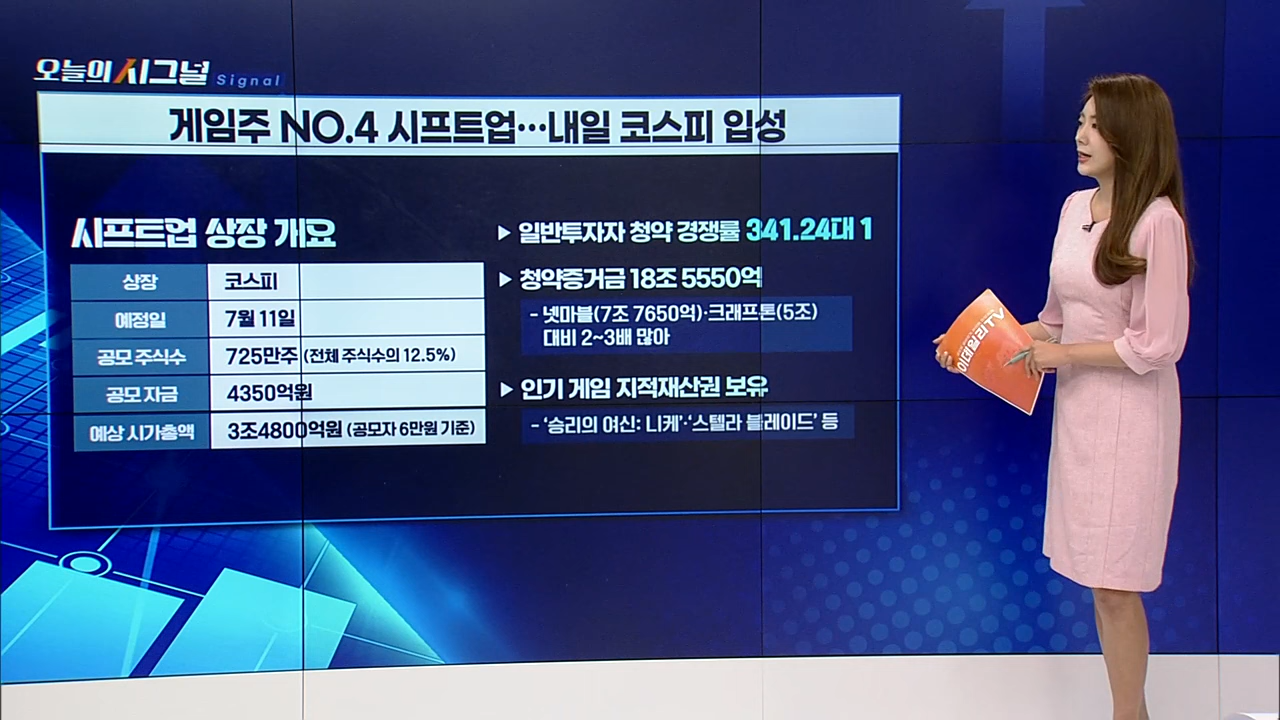 오늘의 시그널 Signal
게임주 NO.4 시프트업…내일 코스피 입성
시프트업 상장 개요
상장 코스피
예정일 7월 11일
공모 주식수 725만주 (전체 주식수의 12.5%)
공모 자금 4350억원
예상 시가총액 3조4800억원 (공모자 6만원 기준)
▶ 일반투자자 청약 경쟁률 341.24대 1
▶ 청약증거금 18조 5550억
- 넷마블(7조 7650억)·크래프톤(5조)
대비 2~3배 많아
▶ 인기 게임 지적재산권 보유
- '승리의 여신: 니케'·'스텔라 블레이드' 등
이데일리TV